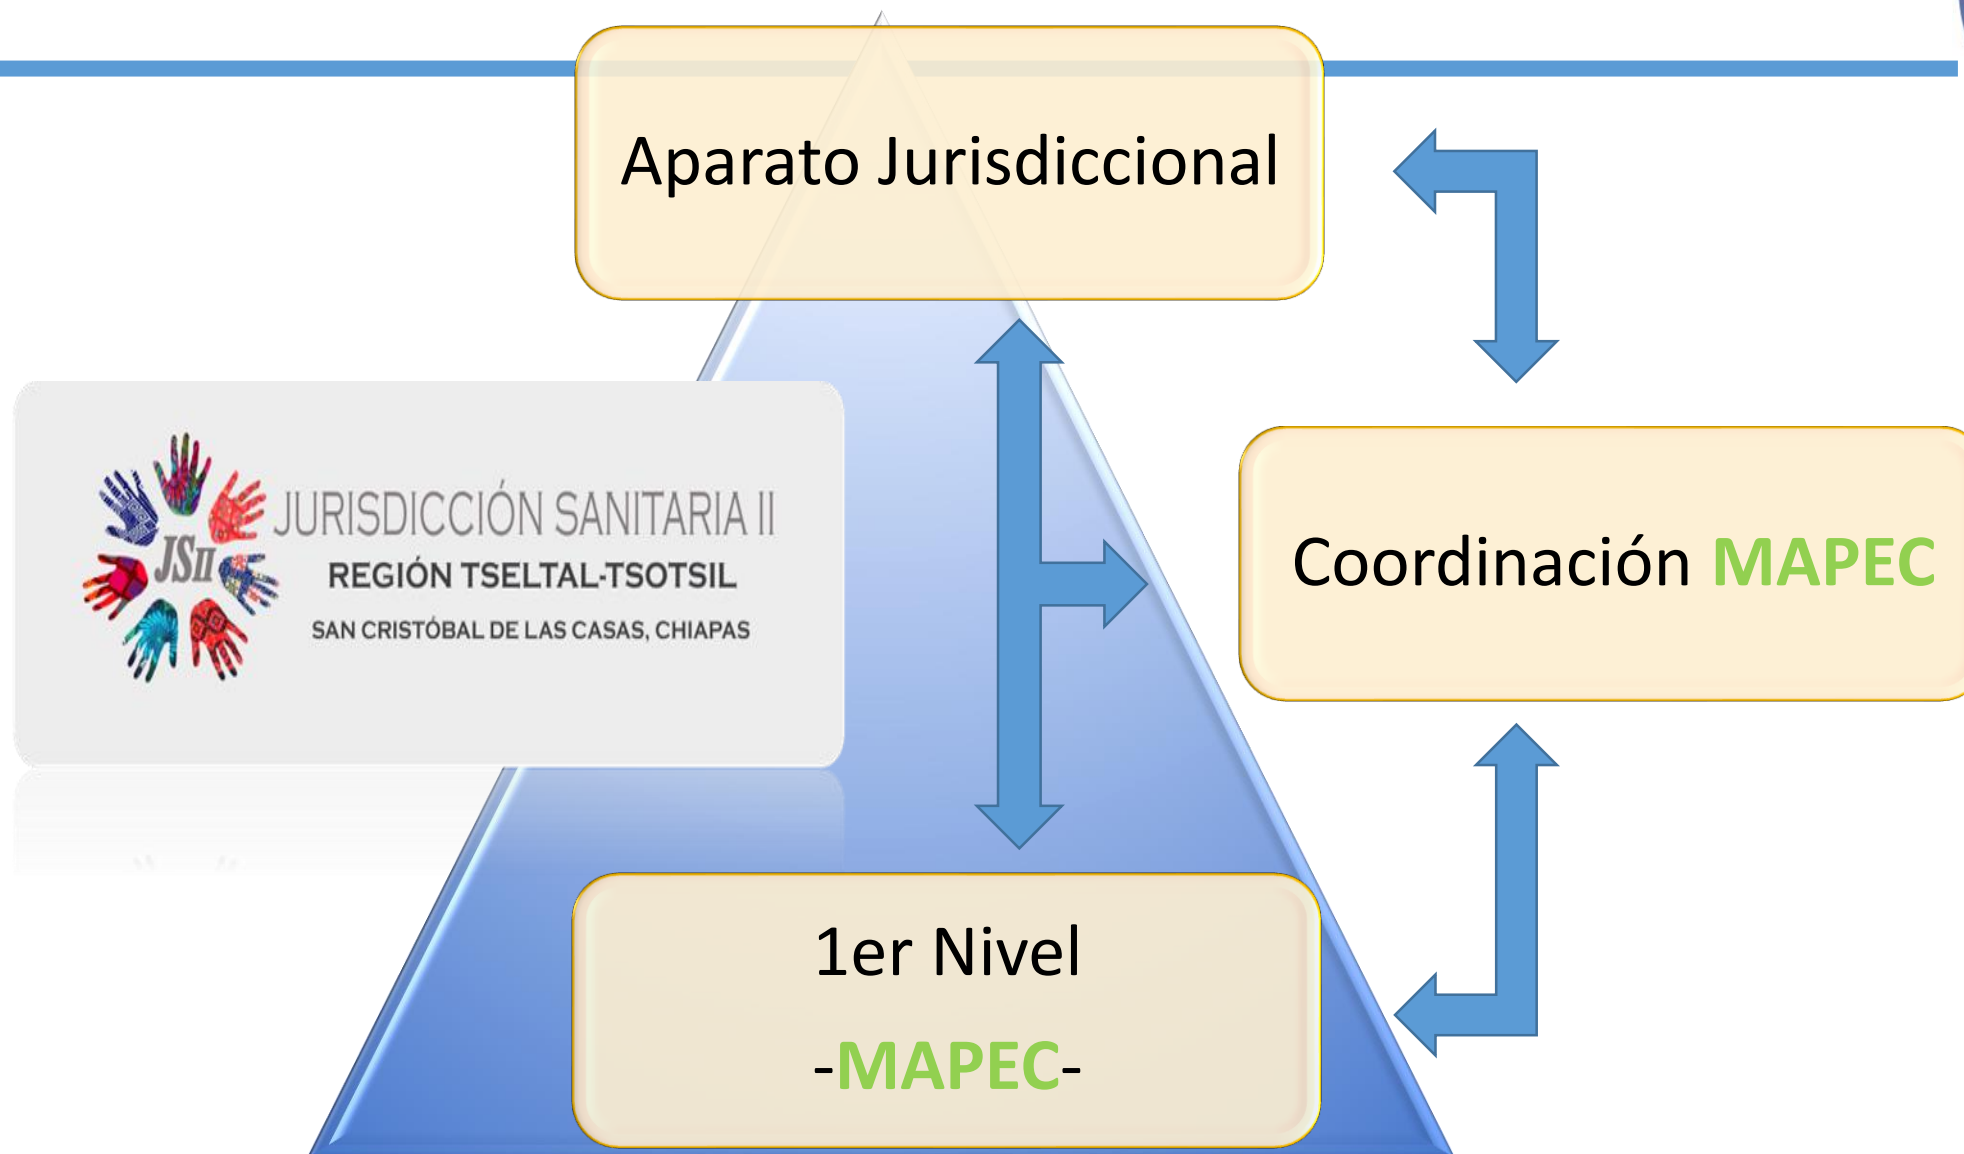 Aparato Jurisdiccional
JSII
JURISDICCIÓN SANITARIA II
REGIÓN TSELTAL-TSOTSIL
SAN CRISTÓBAL DE LAS CASAS, CHIAPAS
Coordinación MAPEC
1er Nivel
-MAPEC-